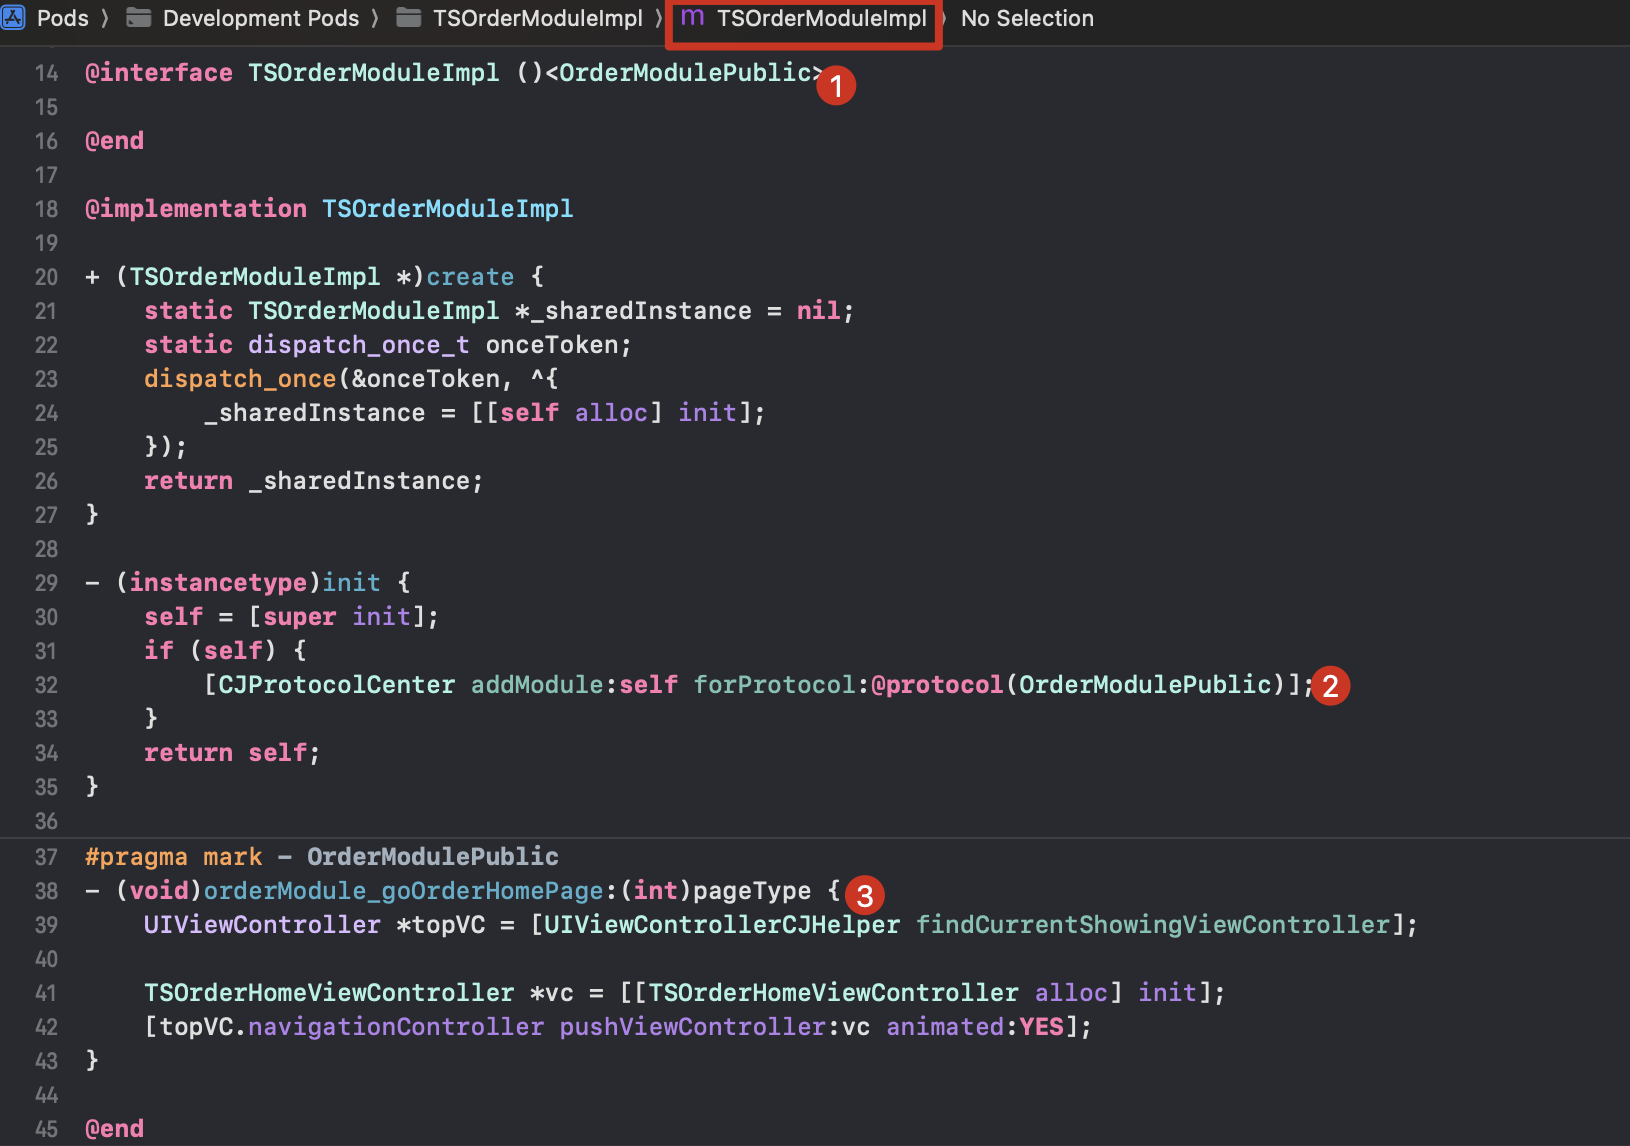 Pods 〉 Development Pods 〉 TSOrderModuleImpl 〉 m TSOrderModuleImpl 〉 No Selection
14 @interface TSOrderModuleImpl ()<OrderModulePublic> 1
15
16 @end
17
18 @implementation TSOrderModuleImpl
19
20 + (TSOrderModuleImpl *)create {
21     static TSOrderModuleImpl *_sharedInstance = nil;
22     static dispatch_once_t onceToken;
23     dispatch_once(&onceToken, ^{
24         _sharedInstance = [[self alloc] init];
25     });
26     return _sharedInstance;
27 }
28
29 - (instancetype)init {
30     self = [super init];
31     if (self) {
32         [CJProtocolCenter addModule:self forProtocol:@protocol(OrderModulePublic)]; 2
33     }
34     return self;
35 }
36
37 #pragma mark - OrderModulePublic
38 - (void)orderModule_goOrderHomePage:(int)pageType { 3
39     UIViewController *topVC = [UIViewControllerCJHelper findCurrentShowingViewController];
40
41     TSOrderHomeViewController *vc = [[TSOrderHomeViewController alloc] init];
42     [topVC.navigationController pushViewController:vc animated:YES];
43 }
44
45 @end